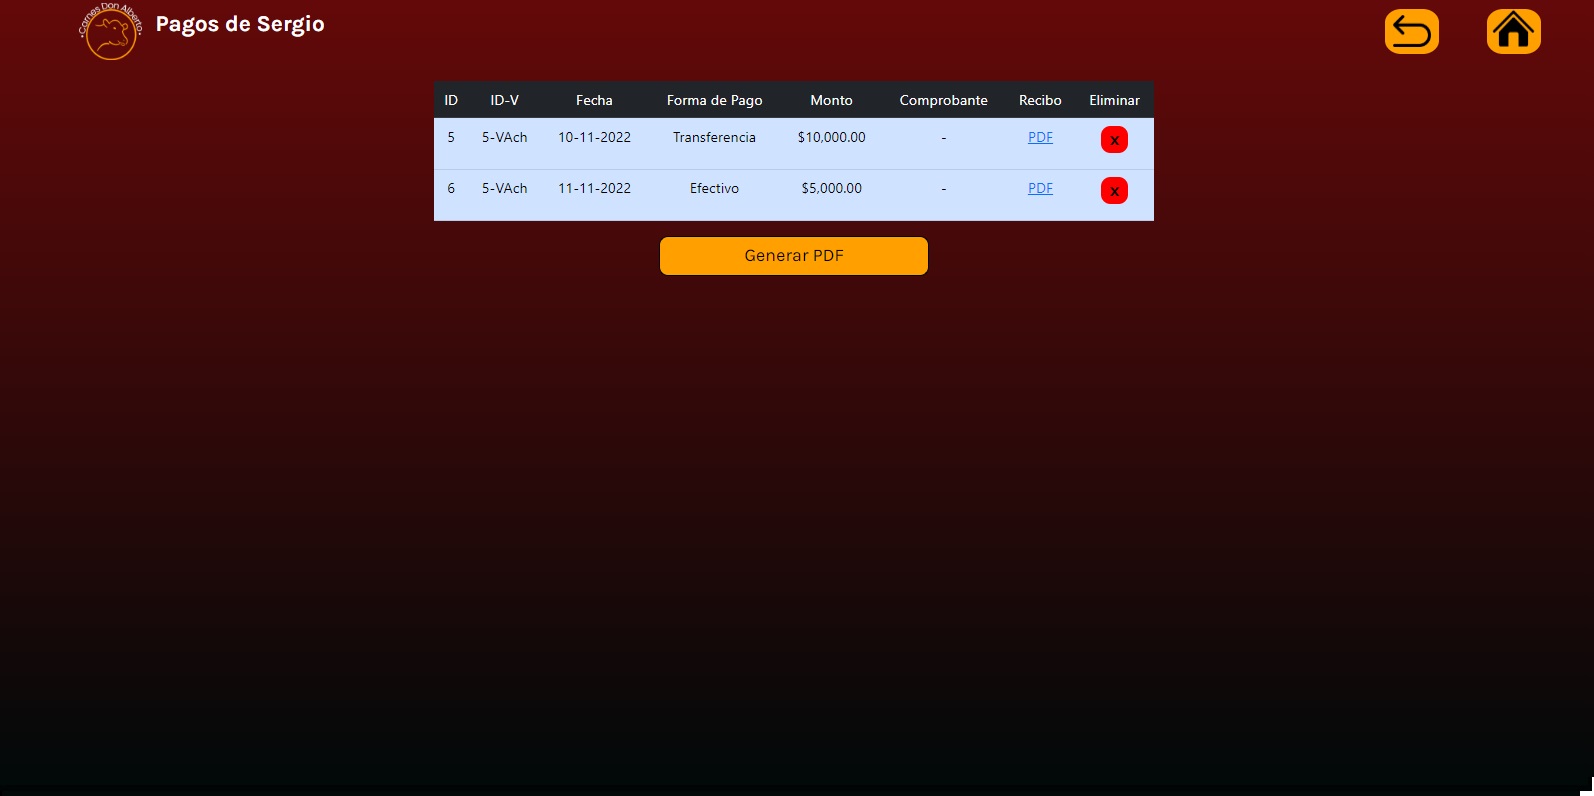 •Carnes Don Alberto•
Pagos de Sergio
ID ID-V Fecha Forma de Pago Monto Comprobante Recibo Eliminar
5 5-VAch 10-11-2022 Transferencia $10,000.00 - PDF x
6 5-VAch 11-11-2022 Efectivo $5,000.00 - PDF x
Generar PDF